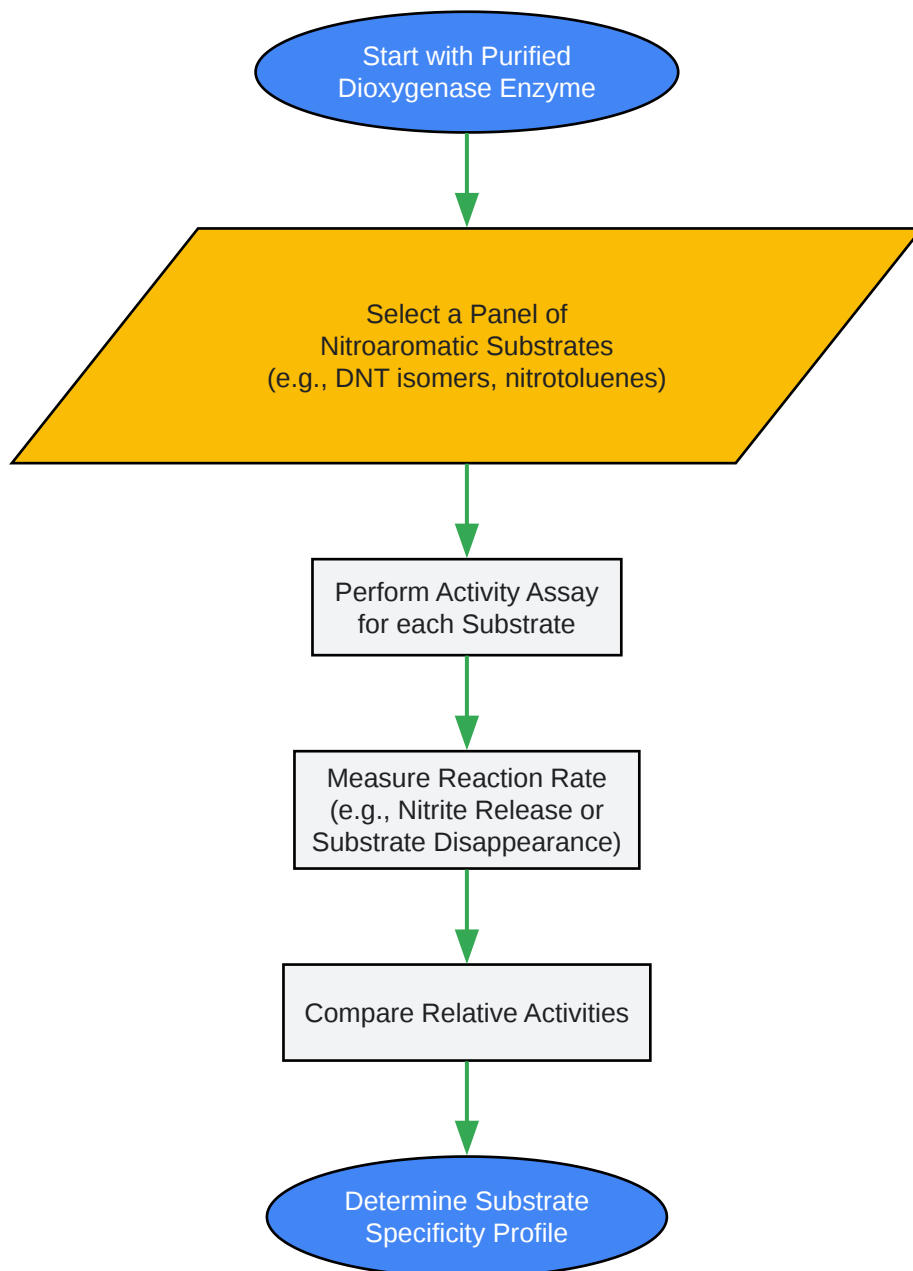 Start with Purified
Dioxygenase Enzyme
Select a Panel of
Nitroaromatic Substrates
(e.g., DNT isomers, nitrotoluenes)
Perform Activity Assay
for each Substrate
Measure Reaction Rate
(e.g., Nitrite Release or
Substrate Disappearance)
Compare Relative Activities
Determine Substrate
Specificity Profile